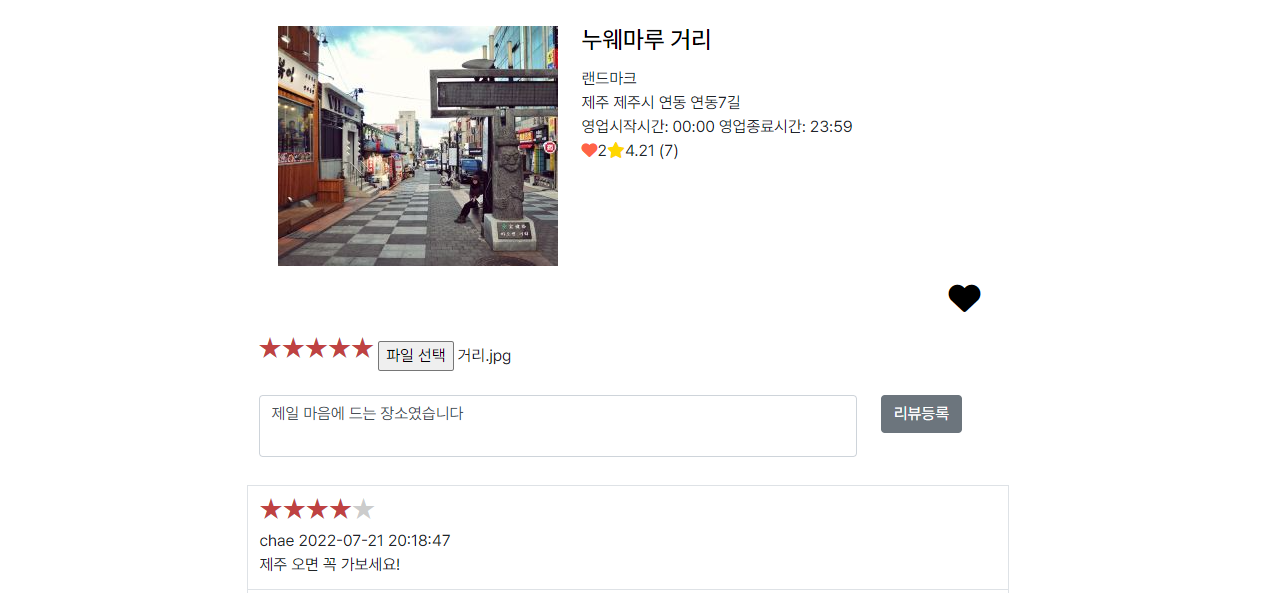 누웨마루 거리
랜드마크
제주 제주시 연동 연동7길
영업시작시간: 00:00 영업종료시간: 23:59
2 4.21 (7)
파일 선택 거리.jpg
제일 마음에 드는 장소였습니다
리뷰등록
chae 2022-07-21 20:18:47
제주 오면 꼭 가보세요!